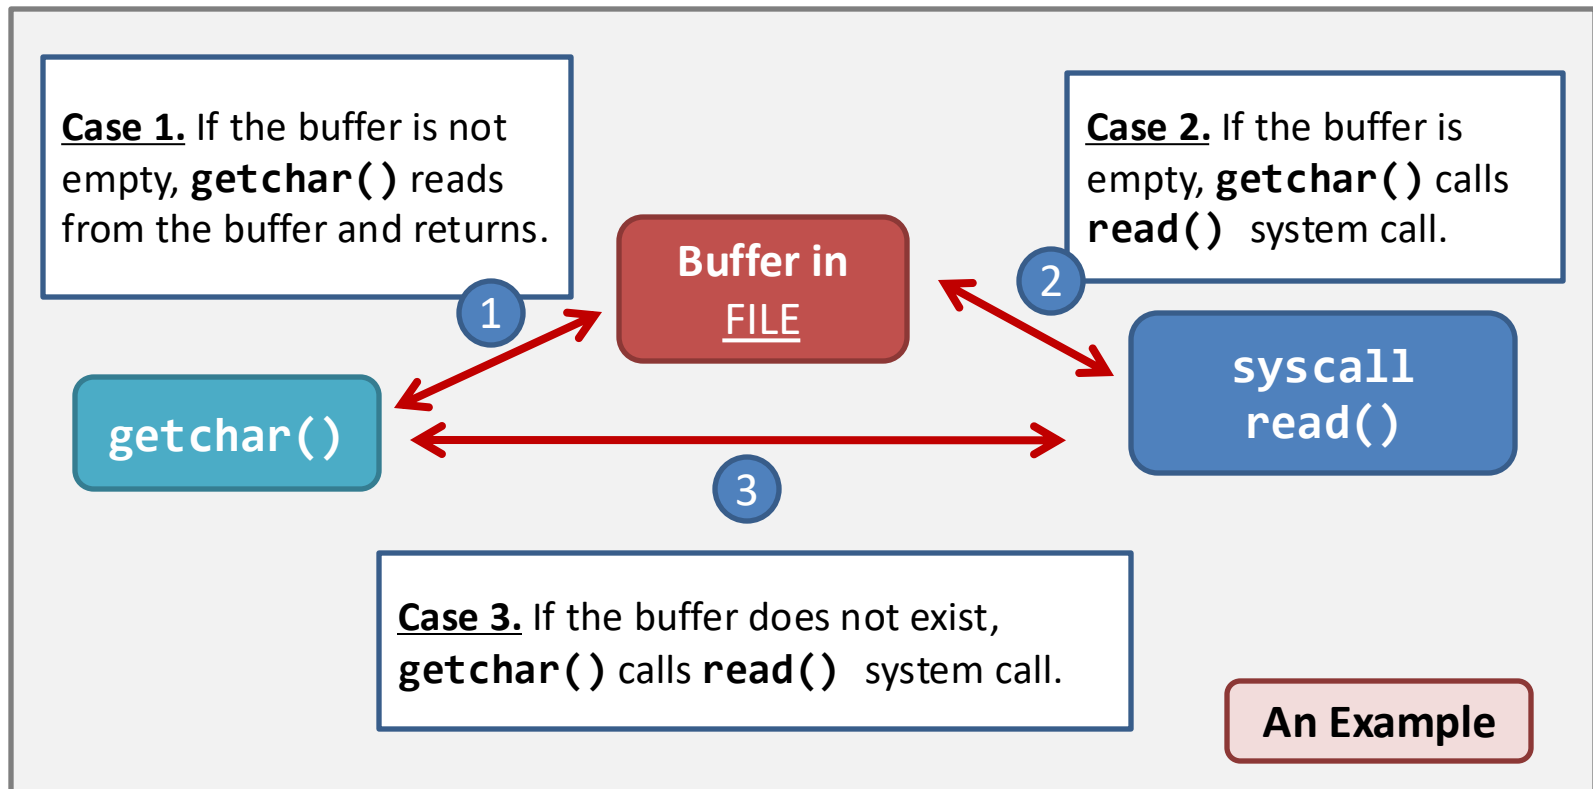 Case 1. If the buffer is not
empty, getchar() reads
from the buffer and returns.
Case 2. If the buffer is
empty, getchar() calls
read() system call.
Buffer in
FILE
1
2
syscall
read()
getchar()
3
Case 3. If the buffer does not exist,
getchar() calls read() system call.
An Example